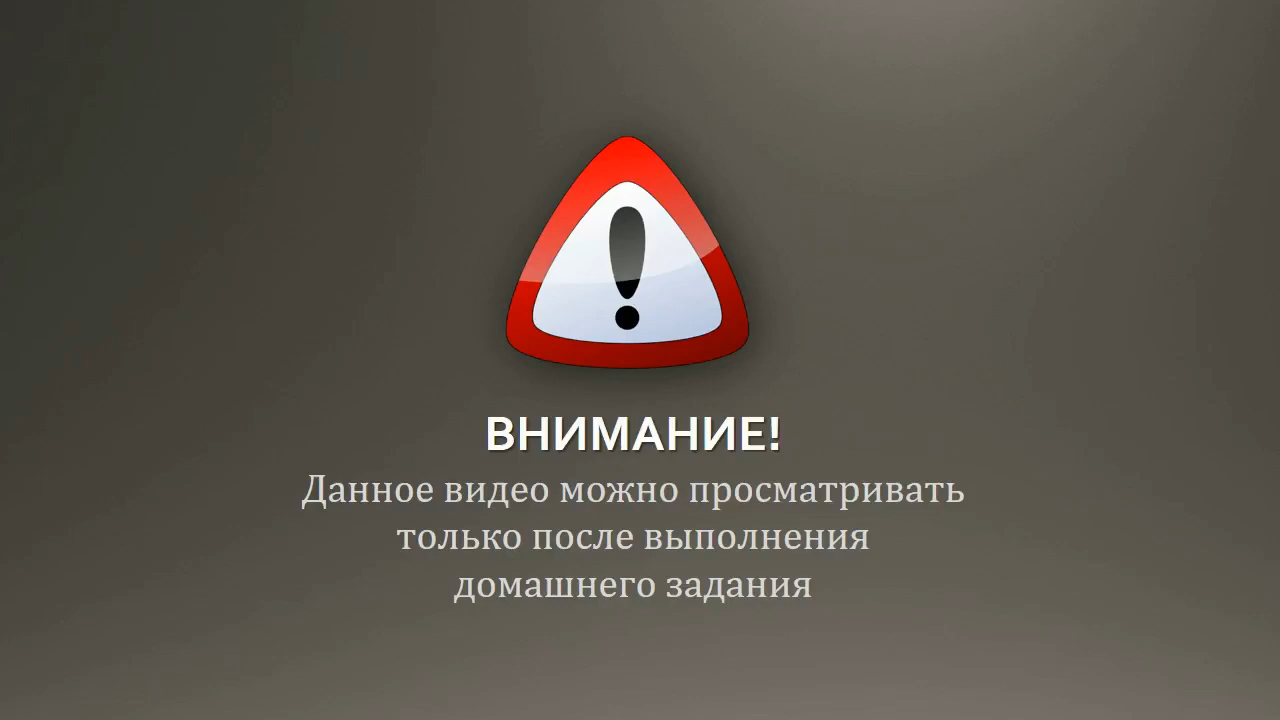 ВНИМАНИЕ!
Данное видео можно просматривать
только после выполнения
домашнего задания